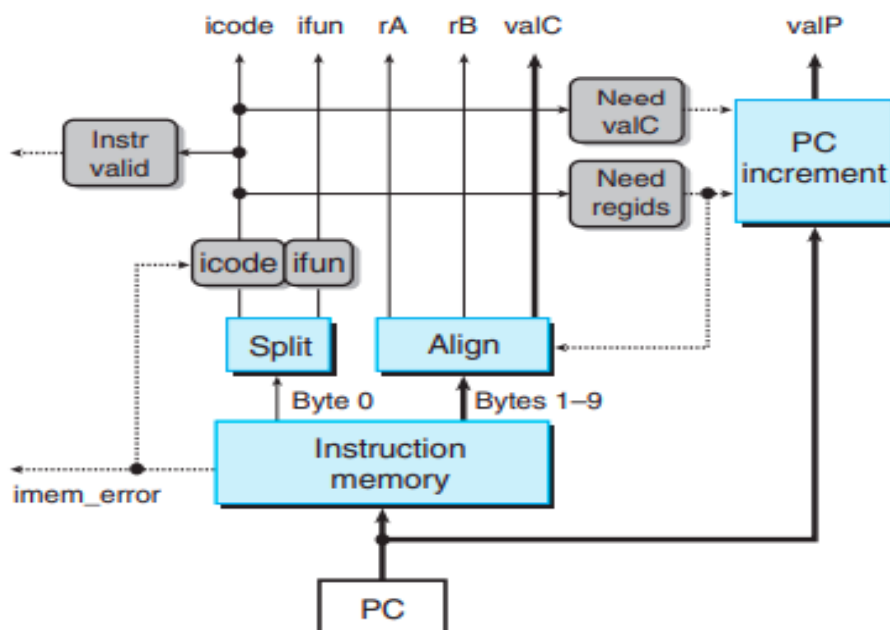 icode ifun rA rB valC valP
Need
valC
Instr
valid
PC
increment
Need
regids
icode ifun
Split
Align
Byte 0
Bytes 1–9
Instruction
memory
imem_error
PC